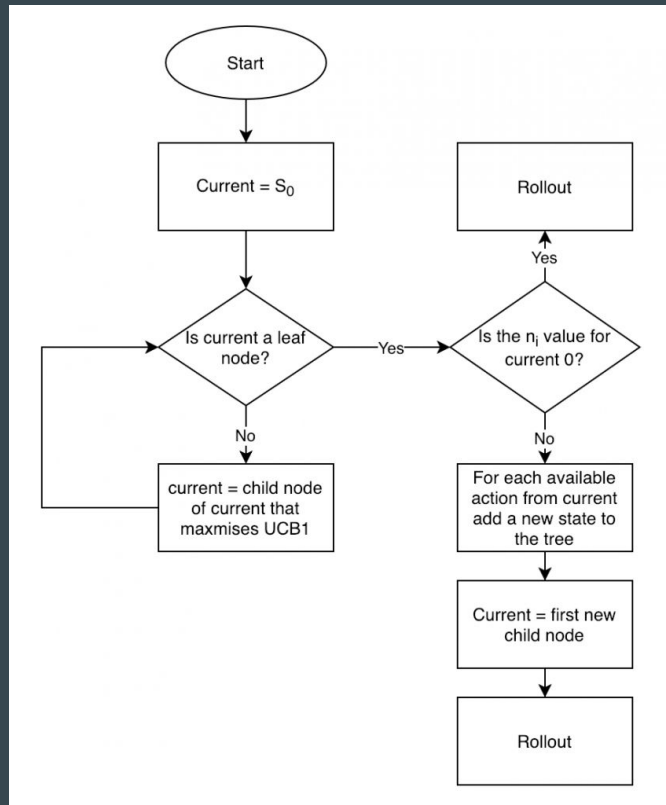 Start
Current = S₀
Is current a leaf
node?
No
current = child node
of current that
maxmises UCB1
Yes
Rollout
Yes
Is the nᵢ value for
current 0?
No
For each available
action from current
add a new state to
the tree
Current = first new
child node
Rollout